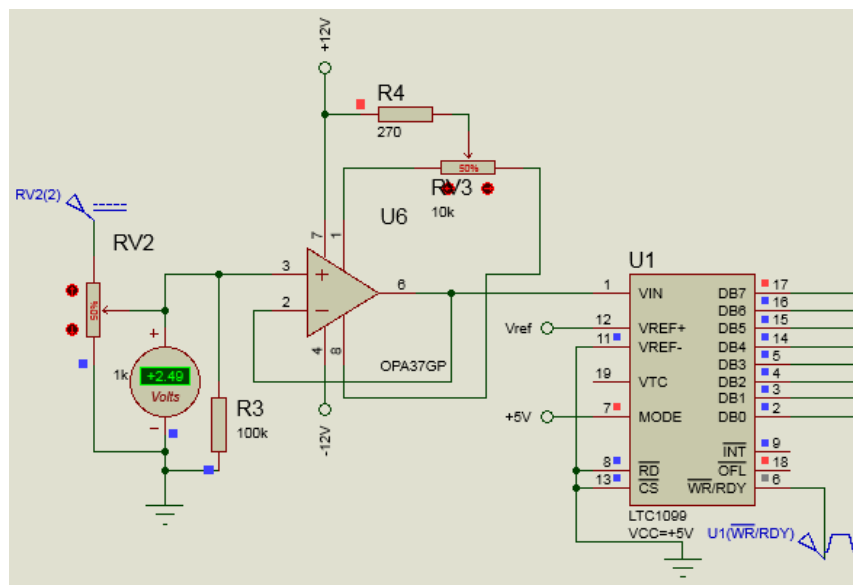 +12V
R4
270
50%
RV3
10k
RV2(2)
RV2
50%
1k
+
+2.49
Volts
−
R3
100k
U6
7
1
3
+
2
−
6
4
8
OPA37GP
-12V
U1
1
VIN
Vref
12
VREF+
11
VREF-
19
VTC
+5V
7
MODE
8
RD
13
CS
DB7
17
DB6
16
DB5
15
DB4
14
DB3
5
DB2
4
DB1
3
DB0
2
INT
9
OFL
18
WR/RDY
6
LTC1099
VCC=+5V
U1(WR/RDY)